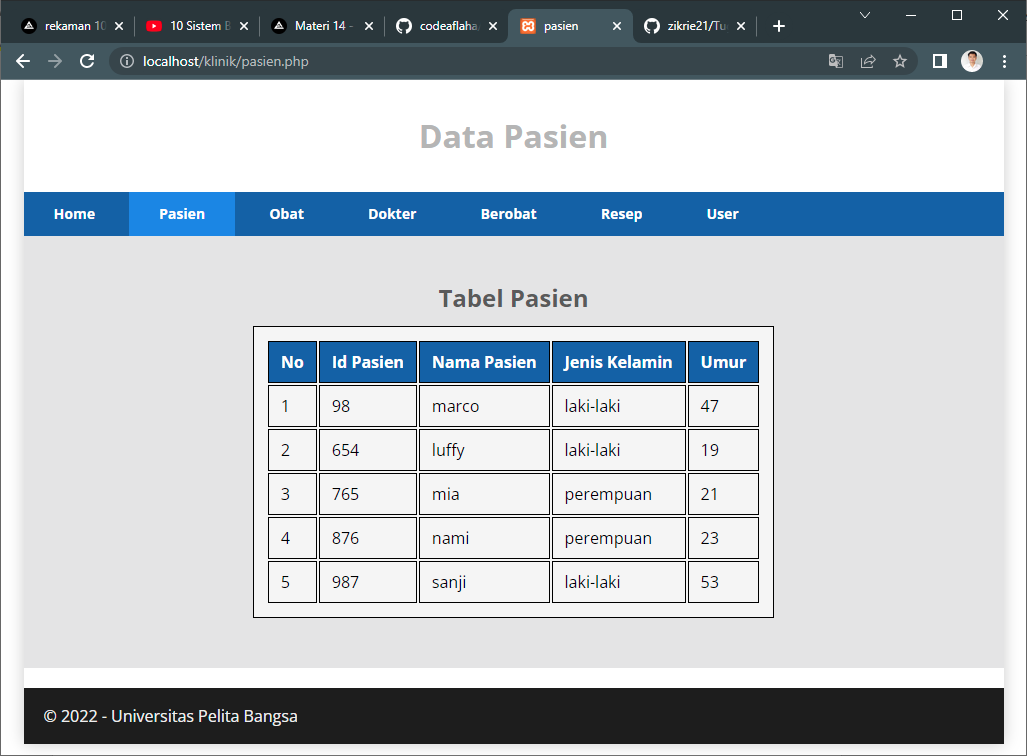 rekaman 10
10 Sistem B
Materi 14 -
codeaflaha
pasien
zikrie21/Tu
localhost/klinik/pasien.php
Data Pasien
Home Pasien Obat Dokter Berobat Resep User
Tabel Pasien
No Id Pasien Nama Pasien Jenis Kelamin Umur
1 98 marco laki-laki 47
2 654 luffy laki-laki 19
3 765 mia perempuan 21
4 876 nami perempuan 23
5 987 sanji laki-laki 53
© 2022 - Universitas Pelita Bangsa